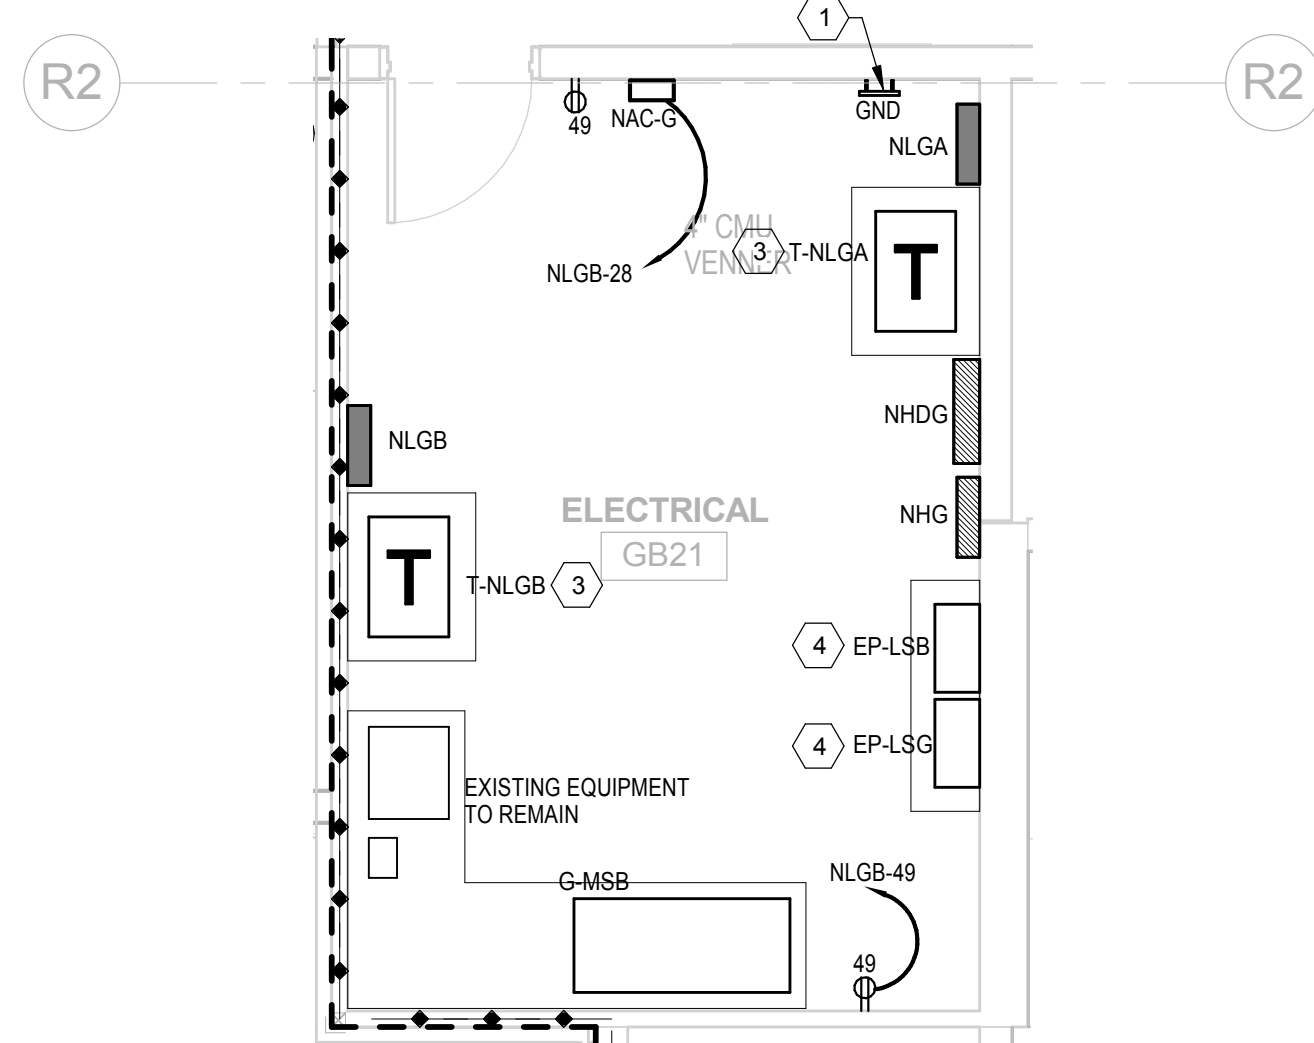 1
R2
R2
49
NAC-G
GND
NLGA
4" CMU
VENNER
3
T-NLGA
T
NLGB-28
NHDG
NLGB
ELECTRICAL
GB21
NHG
T
T-NLGB
3
4
EP-LSB
4
EP-LSG
EXISTING EQUIPMENT
TO REMAIN
G-MSB
NLGB-49
49